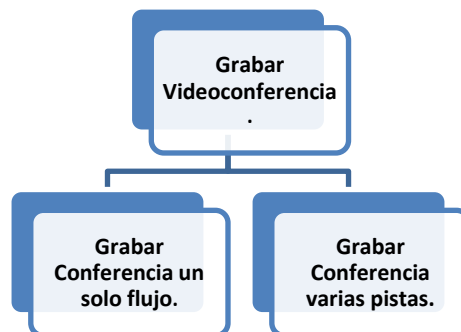 Grabar
Videoconferencia
.
Grabar
Conferencia un
solo flujo.
Grabar
Conferencia
varias pistas.